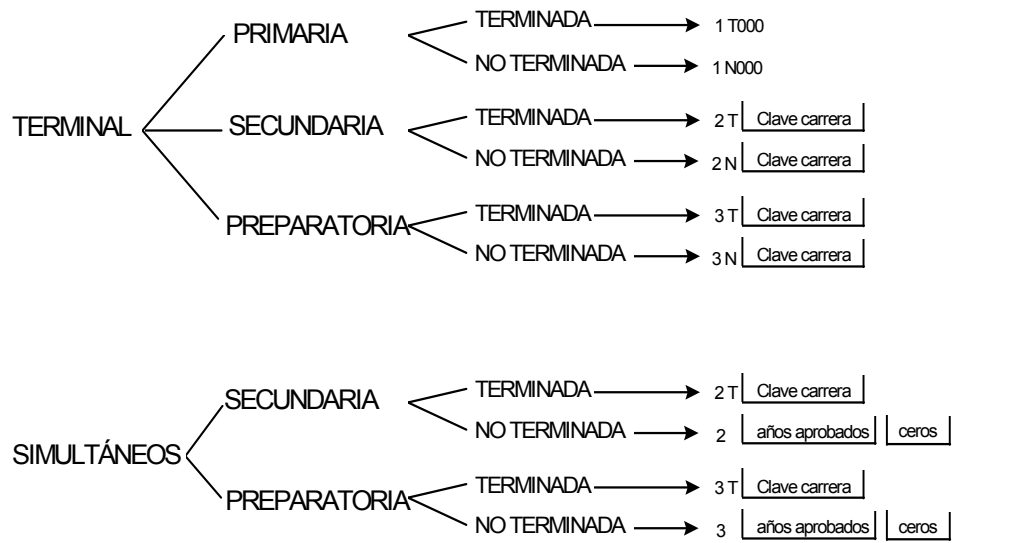 PRIMARIA TERMINADA 1 T000
NO TERMINADA 1 N000
TERMINAL SECUNDARIA TERMINADA 2 T Clave carrera
NO TERMINADA 2 N Clave carrera
PREPARATORIA TERMINADA 3 T Clave carrera
NO TERMINADA 3 N Clave carrera
SIMULTÁNEOS SECUNDARIA TERMINADA 2 T Clave carrera
NO TERMINADA 2 años aprobados ceros
PREPARATORIA TERMINADA 3 T Clave carrera
NO TERMINADA 3 años aprobados ceros